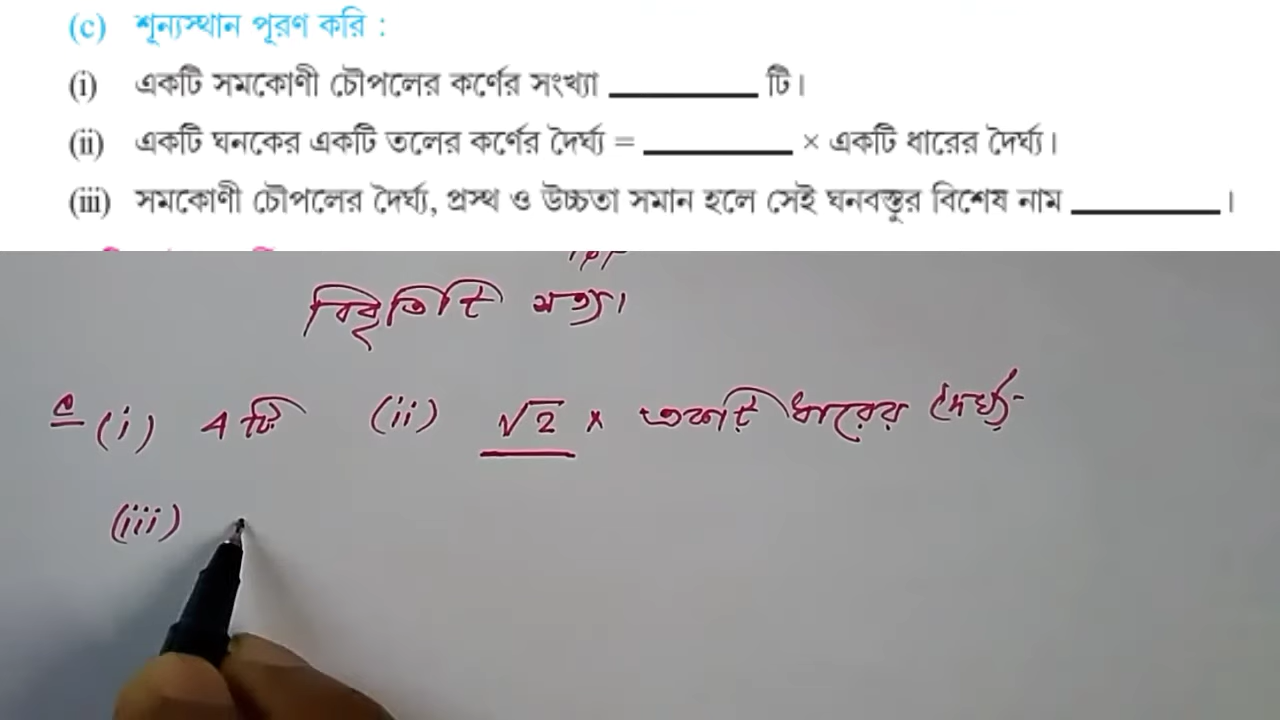 (c) শূন্যস্থান পূরণ করি :
(i) একটি সমকোণী চৌপলের কর্ণের সংখ্যা __________ টি।
(ii) একটি ঘনকের একটি তলের কর্ণের দৈর্ঘ্য = __________ × একটি ধারের দৈর্ঘ্য।
(iii) সমকোণী চৌপলের দৈর্ঘ্য, প্রস্থ ও উচ্চতা সমান হলে সেই ঘনবস্তুর বিশেষ নাম __________ ।
বিবৃতিটি সত্য।
c (i) 4 টি (ii) √2 × একটি ধারের দৈর্ঘ্য
(iii)